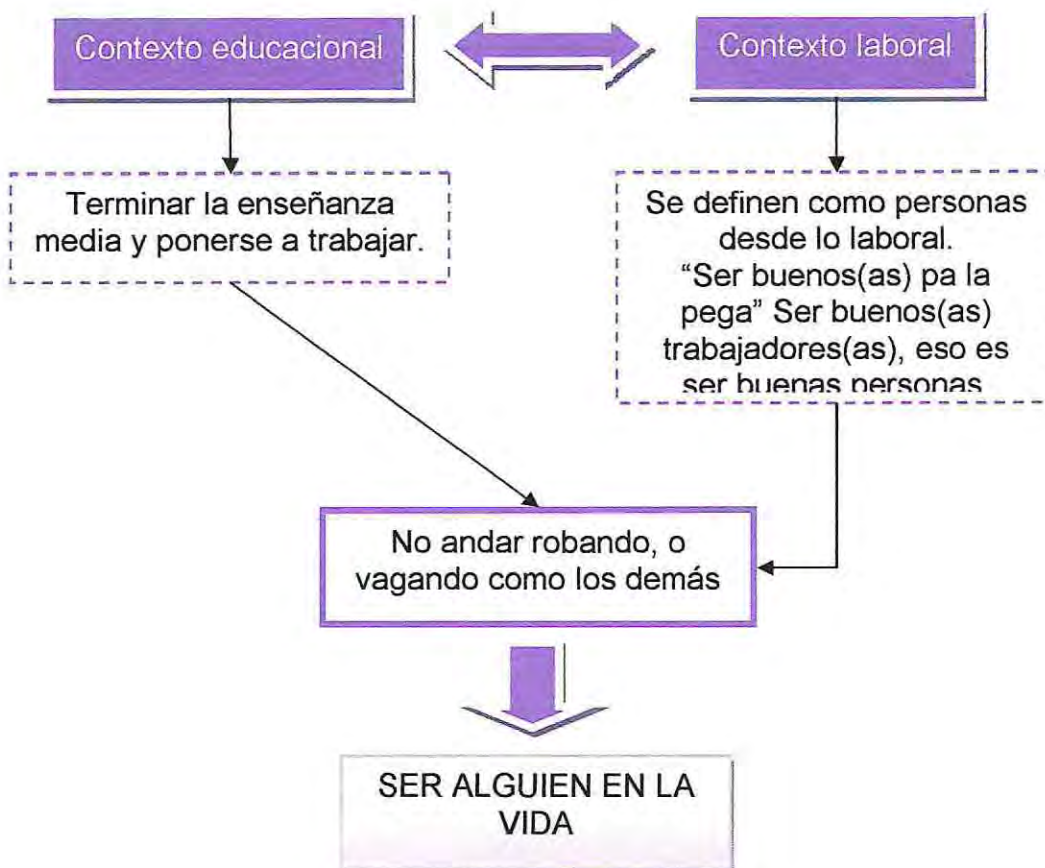 Contexto educacional
Contexto laboral
Terminar la enseñanza
media y ponerse a trabajar.
Se definen como personas
desde lo laboral.
“Ser buenos(as) pa la
pega” Ser buenos(as)
trabajadores(as), eso es
ser buenas personas
No andar robando, o
vagando como los demás
SER ALGUIEN EN LA
VIDA